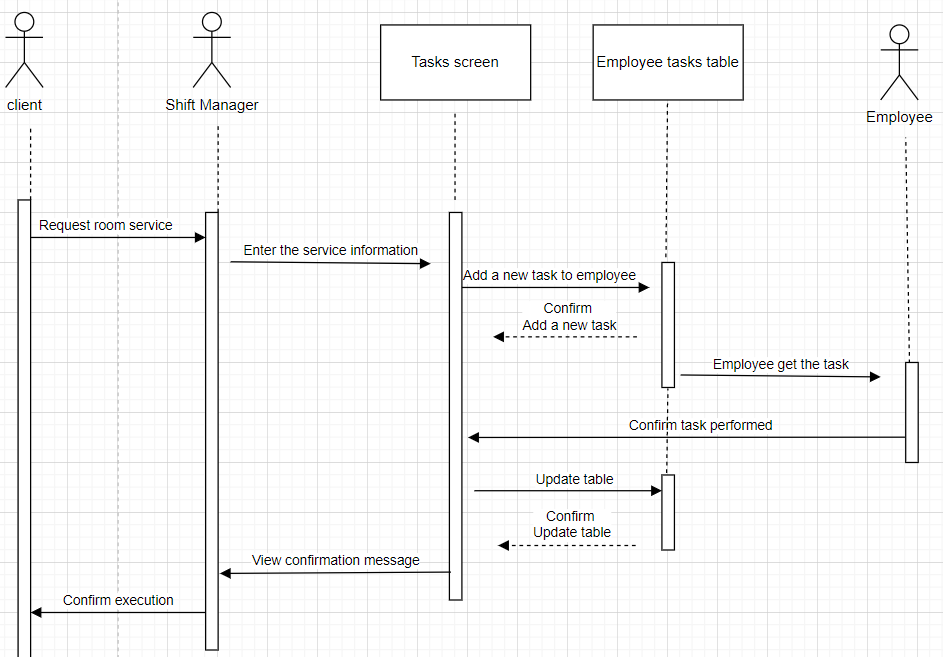 client
Shift Manager
Tasks screen
Employee tasks table
Employee
Request room service
Enter the service information
Add a new task to employee
Confirm
Add a new task
Employee get the task
Confirm task performed
Update table
Confirm
Update table
View confirmation message
Confirm execution